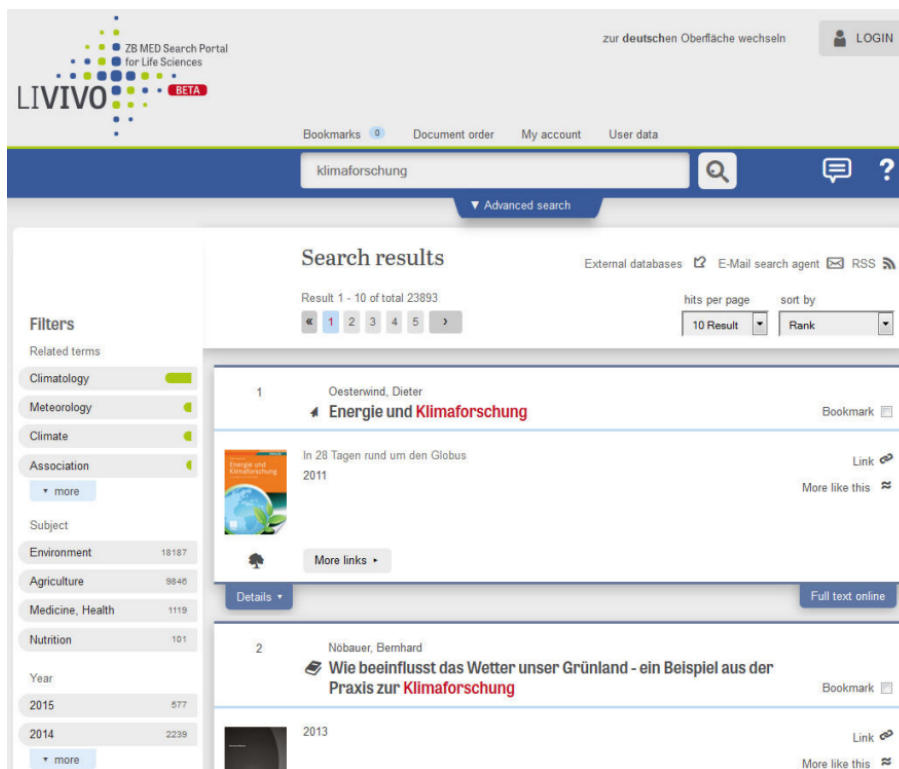 ZB MED Search Portal
for Life Sciences
LIVIVO
BETA
zur deutschen Oberfläche wechseln
LOGIN
Bookmarks 0 Document order My account User data
klimaforschung
?
▼ Advanced search
Search results
External databases E-Mail search agent RSS
Result 1 - 10 of total 23893
hits per page sort by
« 1 2 3 4 5 ›
10 Result Rank
Filters
Related terms
Climatology
Meteorology
Climate
Association
▾ more
Subject
Environment 18187
Agriculture 9846
Medicine, Health 1119
Nutrition 101
Year
2015 577
2014 2239
▾ more
1
Oesterwind, Dieter
Energie und Klimaforschung
Bookmark
Energie und
Klimaforschung
In 28 Tagen rund um den Globus
2011
Link
More like this
More links ▸
Details ▾
Full text online
2
Nöbauer, Bernhard
Wie beeinflusst das Wetter unser Grünland - ein Beispiel aus der
Praxis zur Klimaforschung
Bookmark
2013
Link
More like this